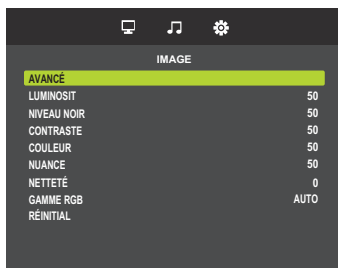 IMAGE
AVANCÉ
LUMINOSIT 50
NIVEAU NOIR 50
CONTRASTE 50
COULEUR 50
NUANCE 50
NETTETÉ 0
GAMME RGB AUTO
RÉINITIAL